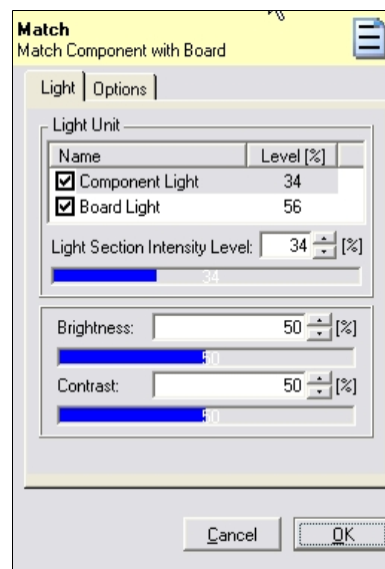 Match
Match Component with Board
Light Options
Light Unit
Name Level [%]
Component Light 34
Board Light 56
Light Section Intensity Level: 34 [%]
34
Brightness: 50 [%]
50
Contrast: 50 [%]
50
Cancel OK